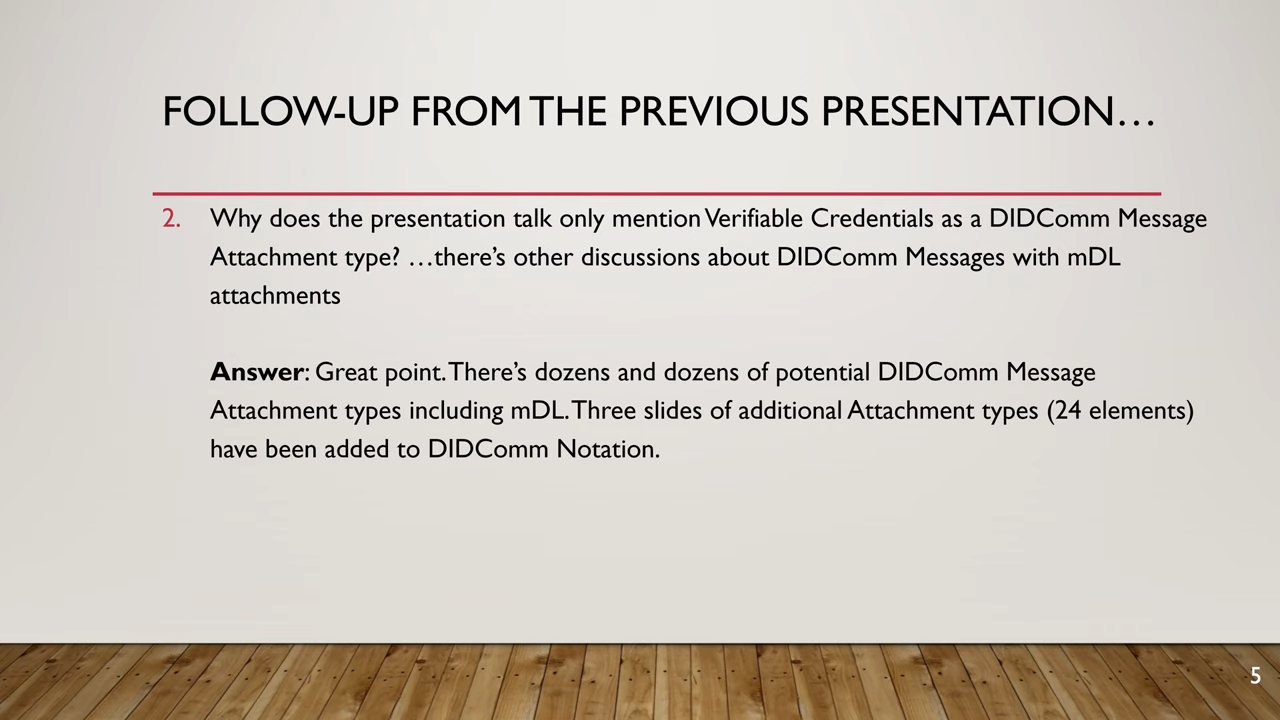 FOLLOW-UP FROM THE PREVIOUS PRESENTATION…
2. Why does the presentation talk only mention Verifiable Credentials as a DIDComm Message
Attachment type? …there’s other discussions about DIDComm Messages with mDL
attachments
Answer: Great point. There’s dozens and dozens of potential DIDComm Message
Attachment types including mDL. Three slides of additional Attachment types (24 elements)
have been added to DIDComm Notation.
5